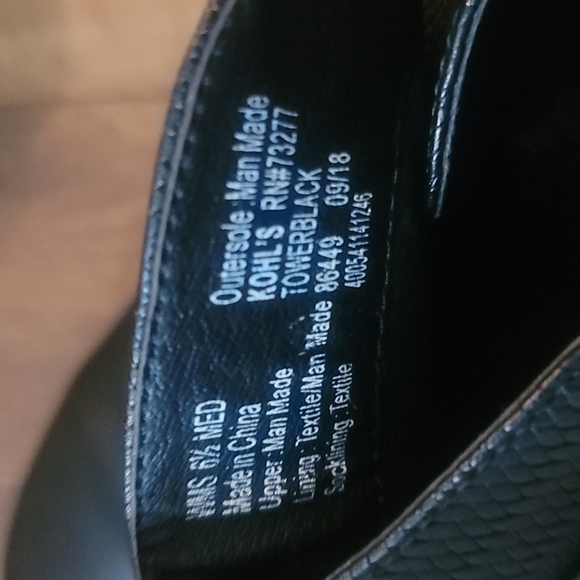 WMS 6½ MED
Made in China
Upper :Man Made
Lining :Textile/Man Made
Socklining :Textile
Outersole :Man Made
KOHL'S RN#73277
TOWERBLACK
86449 09/18
400541141246